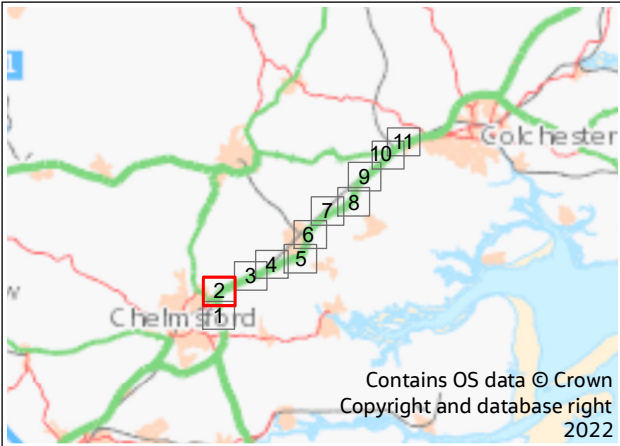 1
11
10
Colchester
9
8
7
6
5
4
3
2
w
Chelmsford
1
Contains OS data © Crown
Copyright and database right
2022